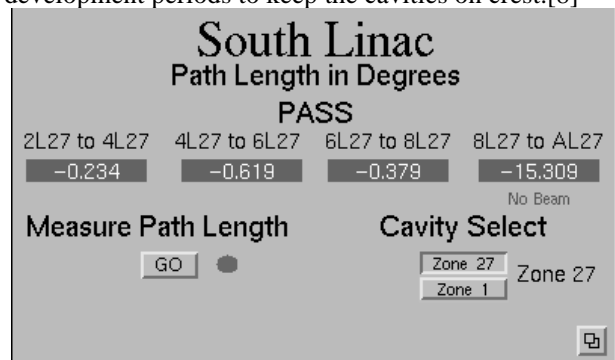 development periods to keep the cavities on crest.[6]
South Linac
Path Length in Degrees
PASS
2L27 to 4L27 4L27 to 6L27 6L27 to 8L27 8L27 to AL27
−0.234 −0.619 −0.379 −15.309
No Beam
Measure Path Length Cavity Select
GO Zone 27 Zone 27
Zone 1